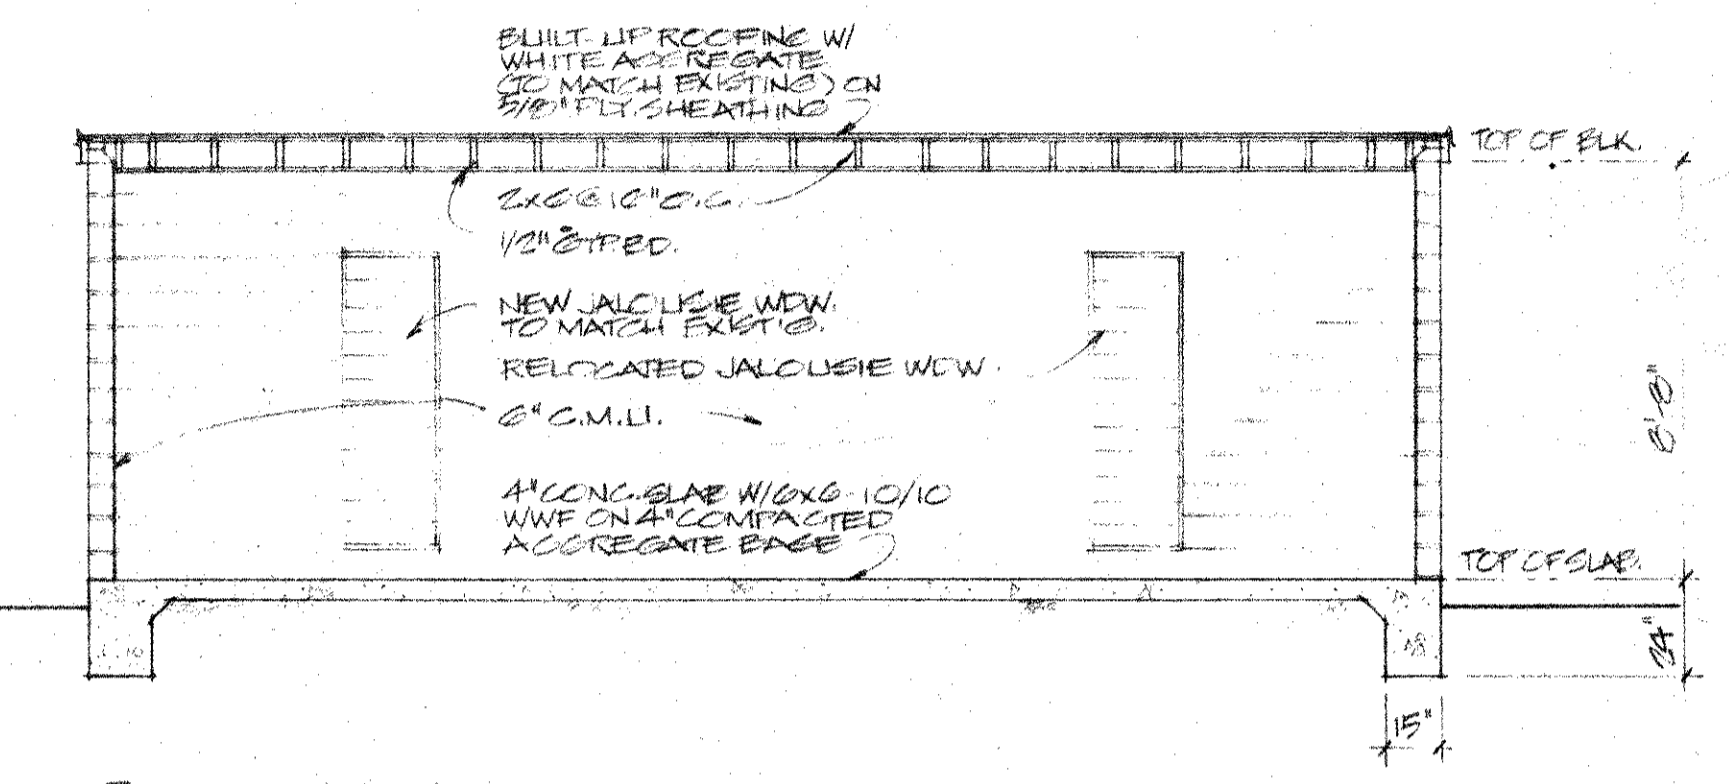 BUILT-UP ROOFING W/
WHITE AGGREGATE
(TO MATCH EXISTING) ON
5/8" PLY. SHEATHING
TOP OF BLK.
2x6 @ 16" O.C.
1/2" GYP. BD.
NEW JALOUSIE WDW.
TO MATCH EXIST'G.
RELOCATED JALOUSIE WDW.
6" C.M.U.
8'-8"
4" CONC. SLAB W/6x6-10/10
WWF ON 4" COMPACTED
AGGREGATE BASE
TOP OF SLAB.
24"
15"